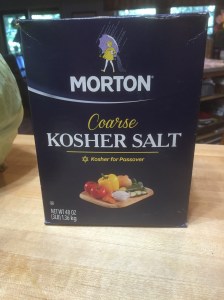 MORTON
Coarse
KOSHER SALT
Kosher for Passover
NET WT 48 OZ
(3LB) 1.36 kg